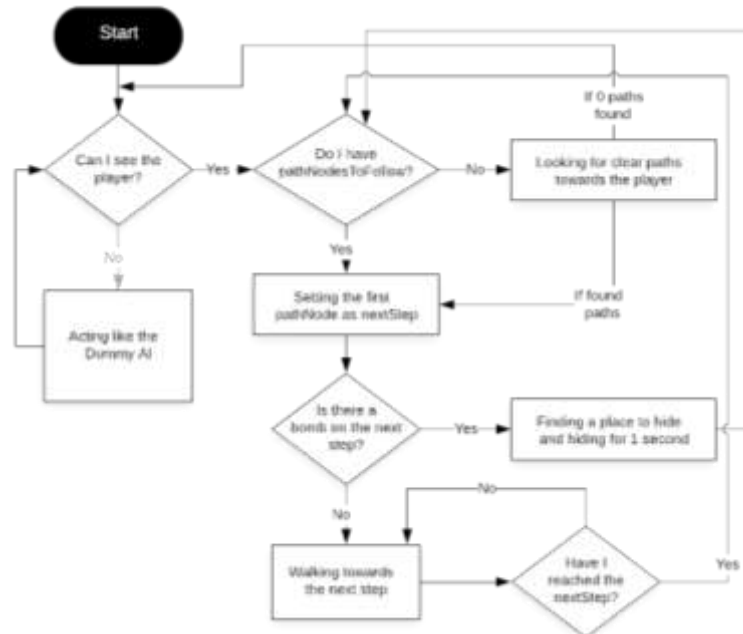 Start
If 0 paths
found
Can I see the
player?
Yes
Do I have
pathNodesToFollow?
No
Looking for clear paths
towards the player
No
Yes
If found
paths
Setting the first
pathNode as nextStep
Acting like the
Dummy AI
Is there a
bomb on the next
step?
Yes
Finding a place to hide
and hiding for 1 second
No
No
Walking towards
the next step
Have I
reached the
nextStep?
Yes